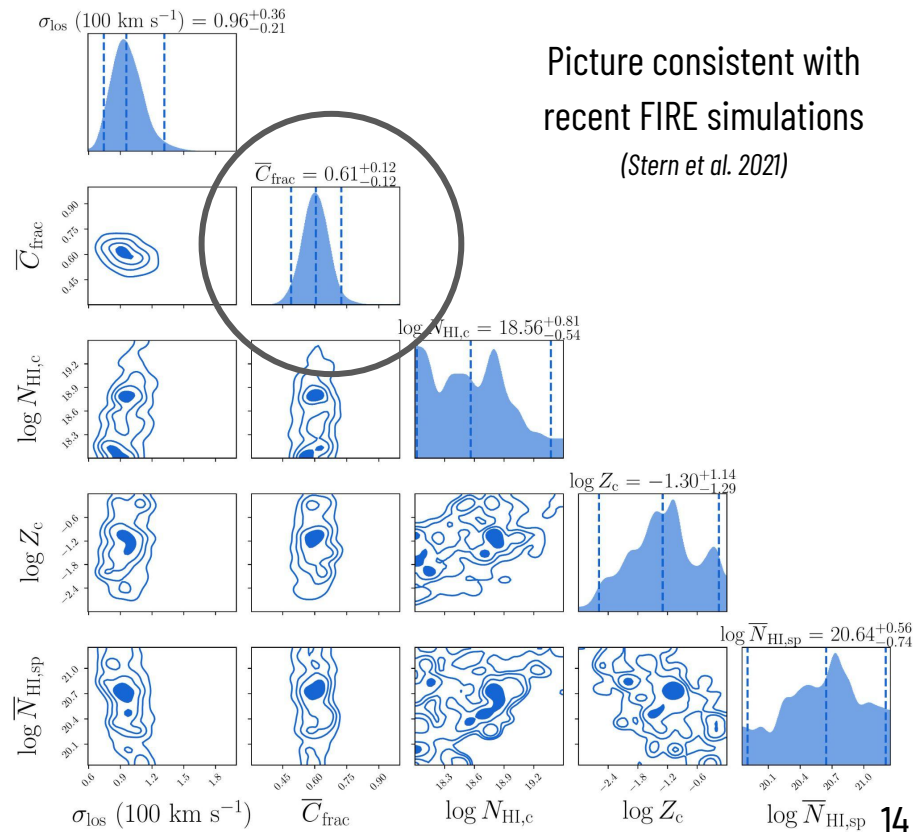 σ_los (100 km s⁻¹) = 0.96 +0.36 −0.21
Picture consistent with
recent FIRE simulations
(Stern et al. 2021)
C̅_frac = 0.61 +0.12 −0.12
C̅_frac
0.90
0.75
0.60
0.45
log N_HI,c = 18.56 +0.81 −0.54
log N_HI,c
19.2
18.9
18.6
18.3
log Z_c = −1.30 +1.14 −1.29
log Z_c
−0.6
−1.2
−1.8
−2.4
log N̅_HI,sp = 20.64 +0.56 −0.74
log N̅_HI,sp
21.0
20.7
20.4
20.1
0.6 0.9 1.2 1.5 1.8
0.45 0.60 0.75 0.90
18.3 18.6 18.9 19.2
−2.4 −1.8 −1.2 −0.6
20.1 20.4 20.7 21.0
σ_los (100 km s⁻¹) C̅_frac log N_HI,c log Z_c log N̅_HI,sp 14